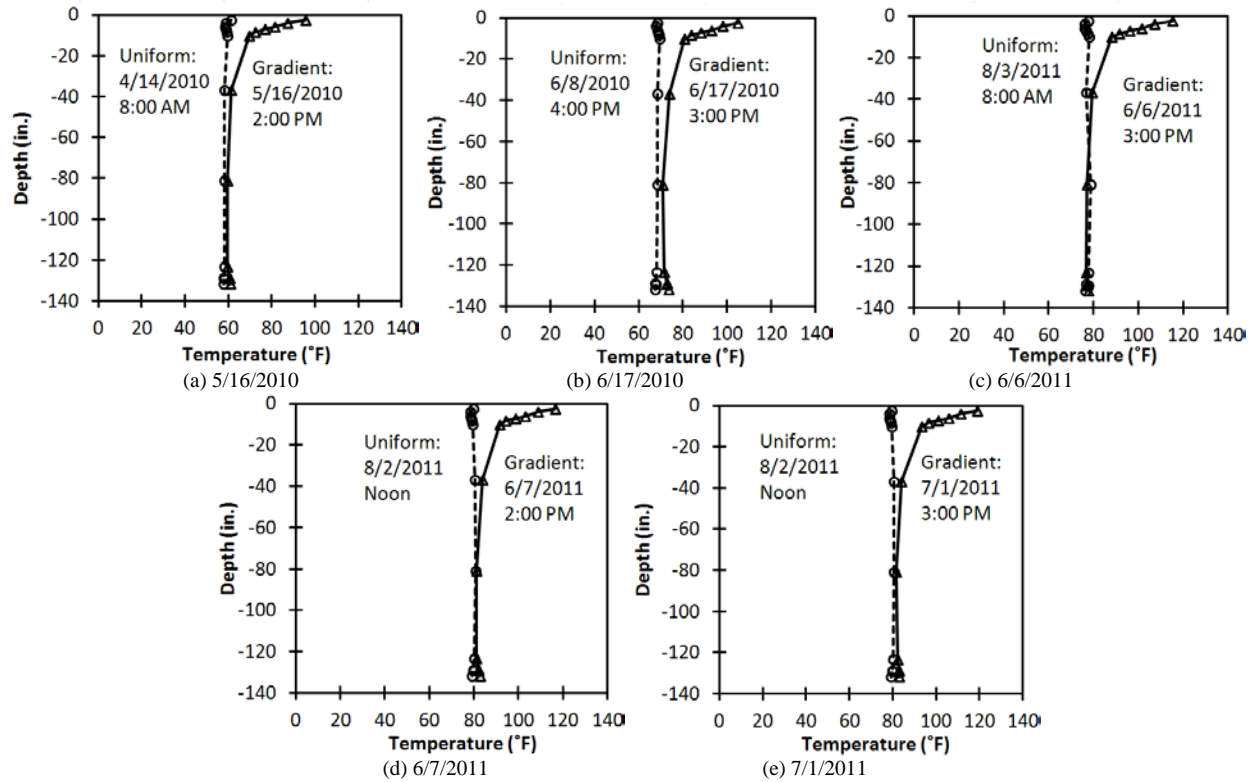 0
-20
-40
-60
-80
-100
-120
-140
Depth (in.)
Uniform:
4/14/2010
8:00 AM
Gradient:
5/16/2010
2:00 PM
0 20 40 60 80 100 120 140
Temperature (°F)
(a) 5/16/2010
0
-20
-40
-60
-80
-100
-120
-140
Depth (in.)
Uniform:
6/8/2010
4:00 PM
Gradient:
6/17/2010
3:00 PM
0 20 40 60 80 100 120 140
Temperature (°F)
(b) 6/17/2010
0
-20
-40
-60
-80
-100
-120
-140
Depth (in.)
Uniform:
8/3/2011
8:00 AM
Gradient:
6/6/2011
3:00 PM
0 20 40 60 80 100 120 140
Temperature (°F)
(c) 6/6/2011
0
-20
-40
-60
-80
-100
-120
-140
Depth (in.)
Uniform:
8/2/2011
Noon
Gradient:
6/7/2011
2:00 PM
0 20 40 60 80 100 120 140
Temperature (°F)
(d) 6/7/2011
0
-20
-40
-60
-80
-100
-120
-140
Depth (in.)
Uniform:
8/2/2011
Noon
Gradient:
7/1/2011
3:00 PM
0 20 40 60 80 100 120 140
Temperature (°F)
(e) 7/1/2011